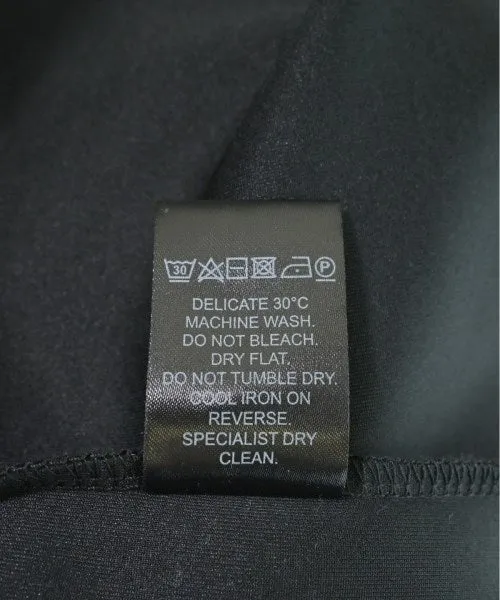 30 P
DELICATE 30°C
MACHINE WASH.
DO NOT BLEACH.
DRY FLAT.
DO NOT TUMBLE DRY.
COOL IRON ON
REVERSE.
SPECIALIST DRY
CLEAN.